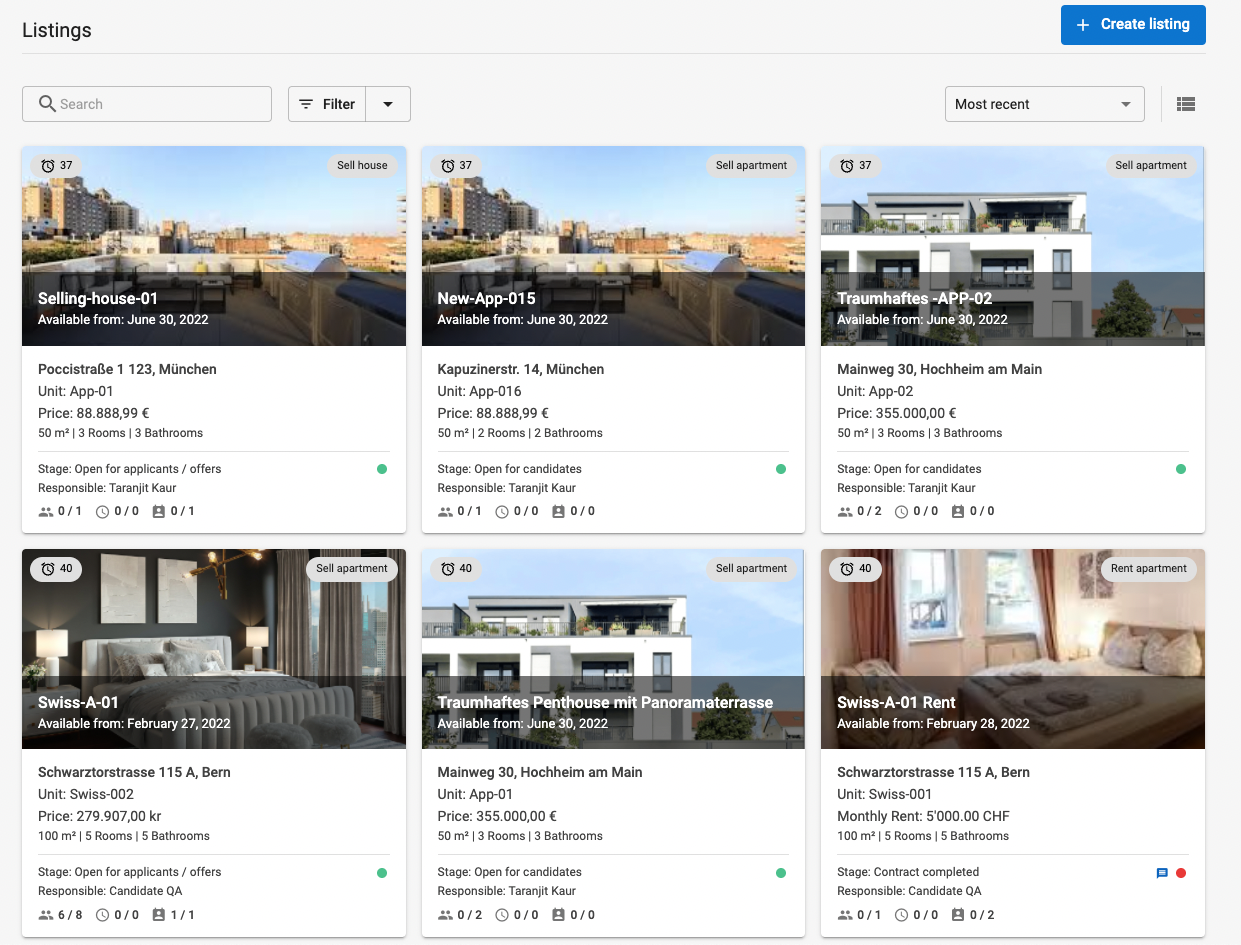 Listings
Create listing
Search
Filter
Most recent
37
Sell house
Selling-house-01
Available from: June 30, 2022
Poccistraße 1 123, München
Unit: App-01
Price: 88.888,99 €
50 m² | 3 Rooms | 3 Bathrooms
Stage: Open for applicants / offers
Responsible: Taranjit Kaur
0 / 1 0 / 0 0 / 1
37
Sell apartment
New-App-015
Available from: June 30, 2022
Kapuzinerstr. 14, München
Unit: App-016
Price: 88.888,99 €
50 m² | 2 Rooms | 2 Bathrooms
Stage: Open for candidates
Responsible: Taranjit Kaur
0 / 1 0 / 0 0 / 0
37
Sell apartment
Traumhaftes -APP-02
Available from: June 30, 2022
Mainweg 30, Hochheim am Main
Unit: App-02
Price: 355.000,00 €
50 m² | 3 Rooms | 3 Bathrooms
Stage: Open for candidates
Responsible: Taranjit Kaur
0 / 2 0 / 0 0 / 0
40
Sell apartment
Swiss-A-01
Available from: February 27, 2022
Schwarztorstrasse 115 A, Bern
Unit: Swiss-002
Price: 279.907,00 kr
100 m² | 5 Rooms | 5 Bathrooms
Stage: Open for applicants / offers
Responsible: Candidate QA
6 / 8 0 / 0 1 / 1
40
Sell apartment
Traumhaftes Penthouse mit Panoramaterrasse
Available from: June 30, 2022
Mainweg 30, Hochheim am Main
Unit: App-01
Price: 355.000,00 €
50 m² | 3 Rooms | 3 Bathrooms
Stage: Open for candidates
Responsible: Taranjit Kaur
0 / 2 0 / 0 0 / 0
40
Rent apartment
Swiss-A-01 Rent
Available from: February 28, 2022
Schwarztorstrasse 115 A, Bern
Unit: Swiss-001
Monthly Rent: 5'000.00 CHF
100 m² | 5 Rooms | 5 Bathrooms
Stage: Contract completed
Responsible: Candidate QA
0 / 1 0 / 0 0 / 2